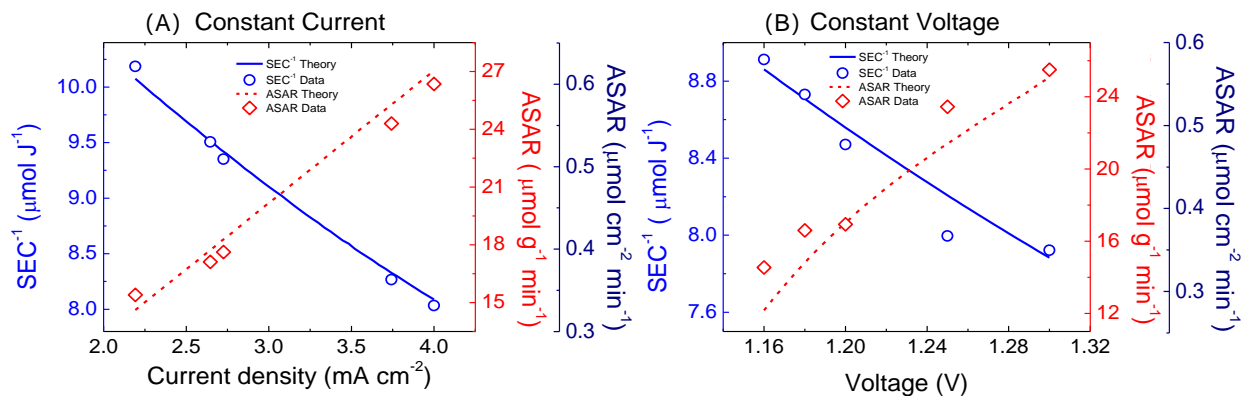 (A) Constant Current
SEC⁻¹ (μmol J⁻¹)
10.0
9.5
9.0
8.5
8.0
SEC⁻¹ Theory
SEC⁻¹ Data
ASAR Theory
ASAR Data
27
24
21
18
15
ASAR (μmol g⁻¹ min⁻¹)
0.6
0.5
0.4
0.3
ASAR (μmol cm⁻² min⁻¹)
2.0 2.5 3.0 3.5 4.0
Current density (mA cm⁻²)
(B) Constant Voltage
SEC⁻¹ (μmol J⁻¹)
8.8
8.4
8.0
7.6
SEC⁻¹ Theory
SEC⁻¹ Data
ASAR Theory
ASAR Data
24
20
16
12
ASAR (μmol g⁻¹ min⁻¹)
0.6
0.5
0.4
0.3
ASAR (μmol cm⁻² min⁻¹)
1.16 1.20 1.24 1.28 1.32
Voltage (V)